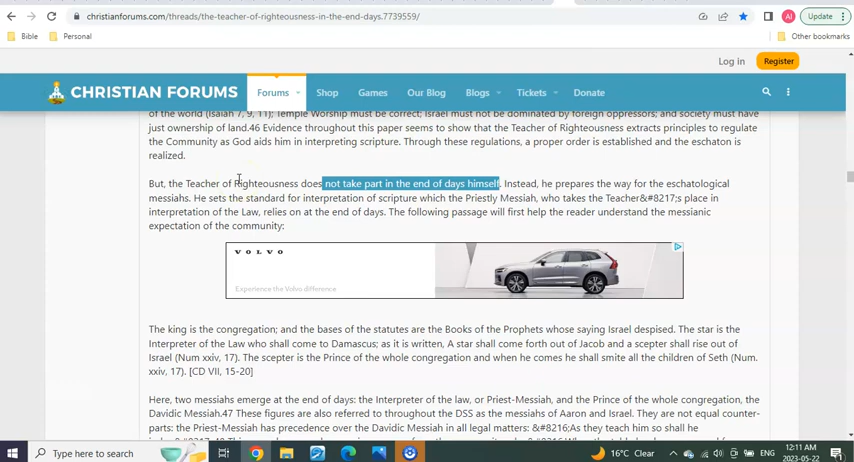 christianforums.com/threads/the-teacher-of-righteousness-in-the-end-days.7739559/
AI
Update
Bible
Personal
Other bookmarks
Log in
Register
CHRISTIAN FORUMS
Forums
Shop
Games
Our Blog
Blogs
Tickets
Donate
of the world (Isaiah 7, 9, 11); Temple Worship must be correct; Israel must not be dominated by foreign oppressors; and society must have
just ownership of land.46 Evidence throughout this paper seems to show that the Teacher of Righteousness extracts principles to regulate
the Community as God aids him in interpreting scripture. Through these regulations, a proper order is established and the eschaton is
realized.
But, the Teacher of Righteousness does not take part in the end of days himself. Instead, he prepares the way for the eschatological
messiahs. He sets the standard for interpretation of scripture which the Priestly Messiah, who takes the Teacher&#8217;s place in
interpretation of the Law, relies on at the end of days. The following passage will first help the reader understand the messianic
expectation of the community:
VOLVO
Experience the Volvo difference
The king is the congregation; and the bases of the statutes are the Books of the Prophets whose saying Israel despised. The star is the
Interpreter of the Law who shall come to Damascus; as it is written, A star shall come forth out of Jacob and a scepter shall rise out of
Israel (Num xxiv, 17). The scepter is the Prince of the whole congregation and when he comes he shall smite all the children of Seth (Num.
xxiv, 17). [CD VII, 15-20]
Here, two messiahs emerge at the end of days: the Interpreter of the law, or Priest-Messiah, and the Prince of the whole congregation, the
Davidic Messiah.47 These figures are also referred to throughout the DSS as the messiahs of Aaron and Israel. They are not equal counter-
parts: the Priest-Messiah has precedence over the Davidic Messiah in all legal matters: &#8216;As they teach him so shall he
Type here to search
16°C Clear
ENG
12:11 AM
2023-05-22